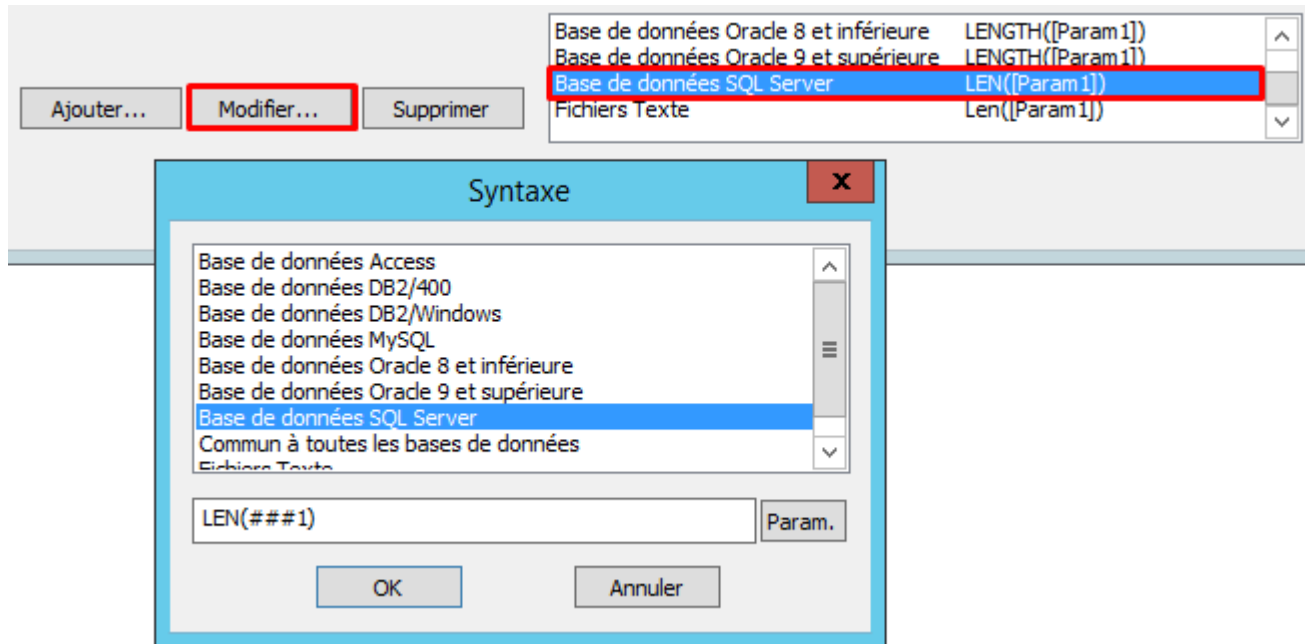 Base de données Oracle 8 et inférieure LENGTH([Param1])
Base de données Oracle 9 et supérieure LENGTH([Param1])
Base de données SQL Server LEN([Param1])
Fichiers Texte Len([Param1])
Ajouter... Modifier... Supprimer
Syntaxe
x
Base de données Access
Base de données DB2/400
Base de données DB2/Windows
Base de données MySQL
Base de données Oracle 8 et inférieure
Base de données Oracle 9 et supérieure
Base de données SQL Server
Commun à toutes les bases de données
Fichiers Texte
LEN(###1) Param.
OK Annuler